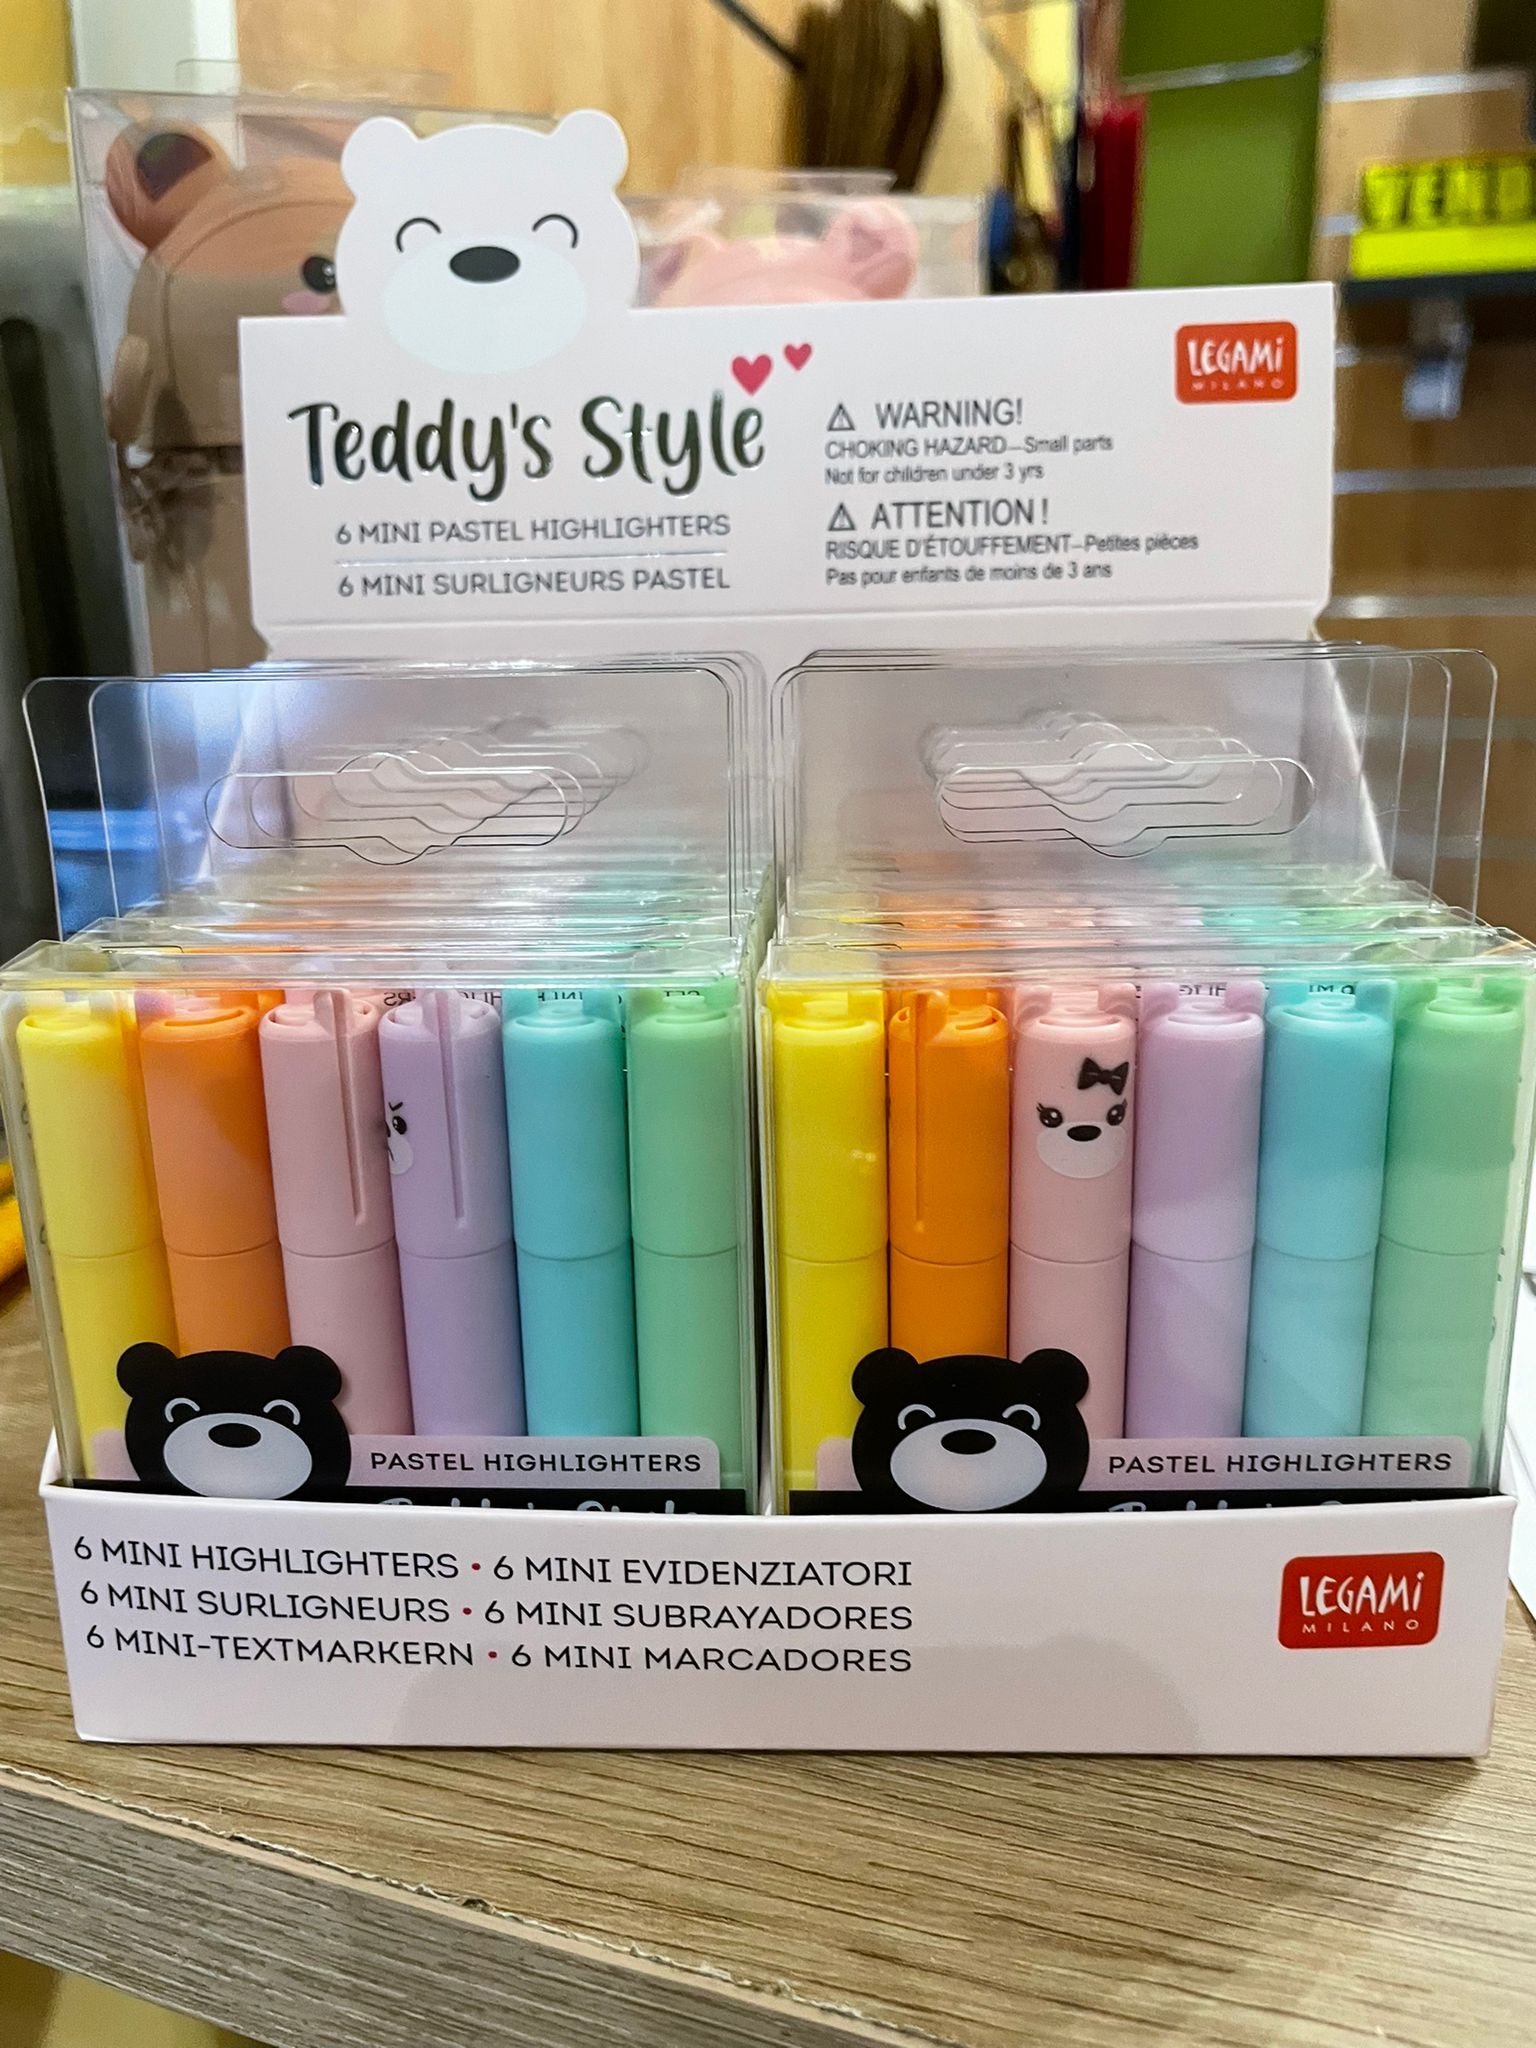 LEGAMI
MILANO
Teddy's Style
6 MINI PASTEL HIGHLIGHTERS
6 MINI SURLIGNEURS PASTEL
⚠ WARNING!
CHOKING HAZARD–Small parts
Not for children under 3 yrs
⚠ ATTENTION !
RISQUE D'ÉTOUFFEMENT–Petites pièces
Pas pour enfants de moins de 3 ans
PASTEL HIGHLIGHTERS
PASTEL HIGHLIGHTERS
6 MINI HIGHLIGHTERS • 6 MINI EVIDENZIATORI
6 MINI SURLIGNEURS • 6 MINI SUBRAYADORES
6 MINI-TEXTMARKERN • 6 MINI MARCADORES
LEGAMI
MILANO